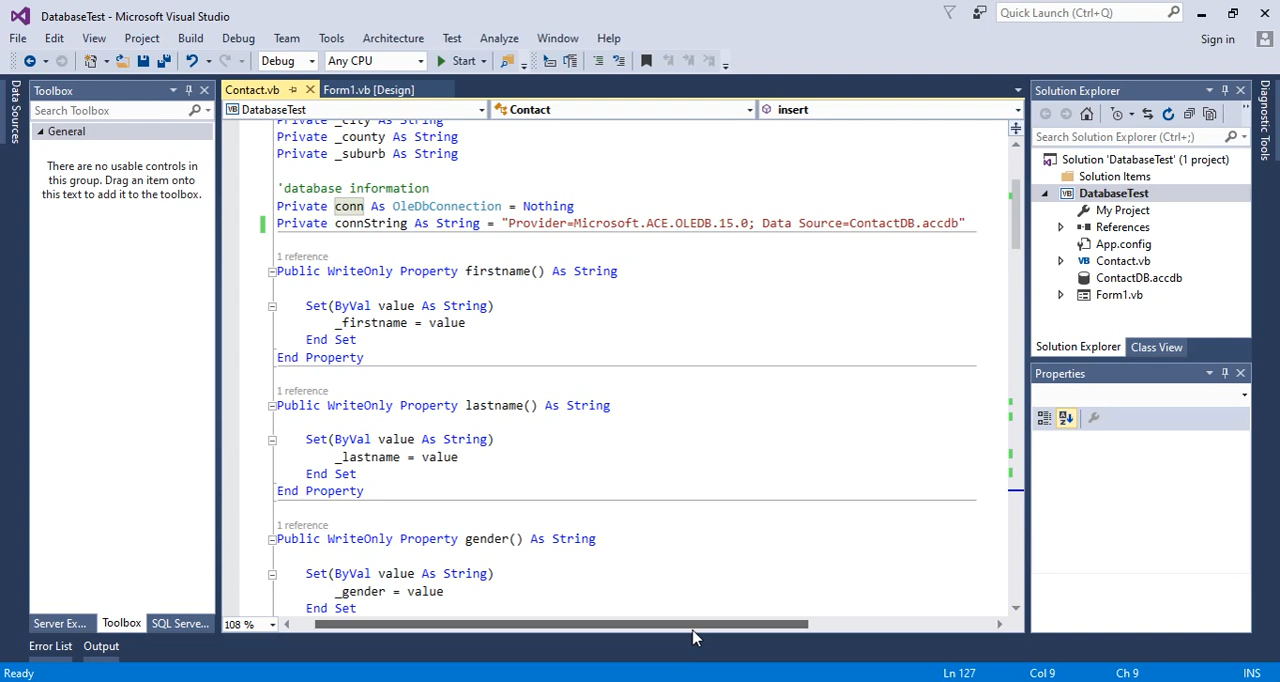 DatabaseTest - Microsoft Visual Studio
Quick Launch (Ctrl+Q)
File Edit View Project Build Debug Team Tools Architecture Test Analyze Window Help
Sign in
Debug Any CPU Start
Data Sources
Toolbox
Search Toolbox
General
There are no usable controls in
this group. Drag an item onto
this text to add it to the toolbox.
Server Ex... Toolbox SQL Serve...
Contact.vb Form1.vb [Design]
DatabaseTest Contact insert
Private _city As String
Private _county As String
Private _suburb As String
'database information
Private conn As OleDbConnection = Nothing
Private connString As String = "Provider=Microsoft.ACE.OLEDB.15.0; Data Source=ContactDB.accdb"
1 reference
Public WriteOnly Property firstname() As String
Set(ByVal value As String)
_firstname = value
End Set
End Property
1 reference
Public WriteOnly Property lastname() As String
Set(ByVal value As String)
_lastname = value
End Set
End Property
1 reference
Public WriteOnly Property gender() As String
Set(ByVal value As String)
_gender = value
End Set
108 %
Solution Explorer
Search Solution Explorer (Ctrl+;)
Solution 'DatabaseTest' (1 project)
Solution Items
DatabaseTest
My Project
References
App.config
Contact.vb
ContactDB.accdb
Form1.vb
Solution Explorer Class View
Properties
Diagnostic Tools
Error List Output
Ready Ln 127 Col 9 Ch 9 INS